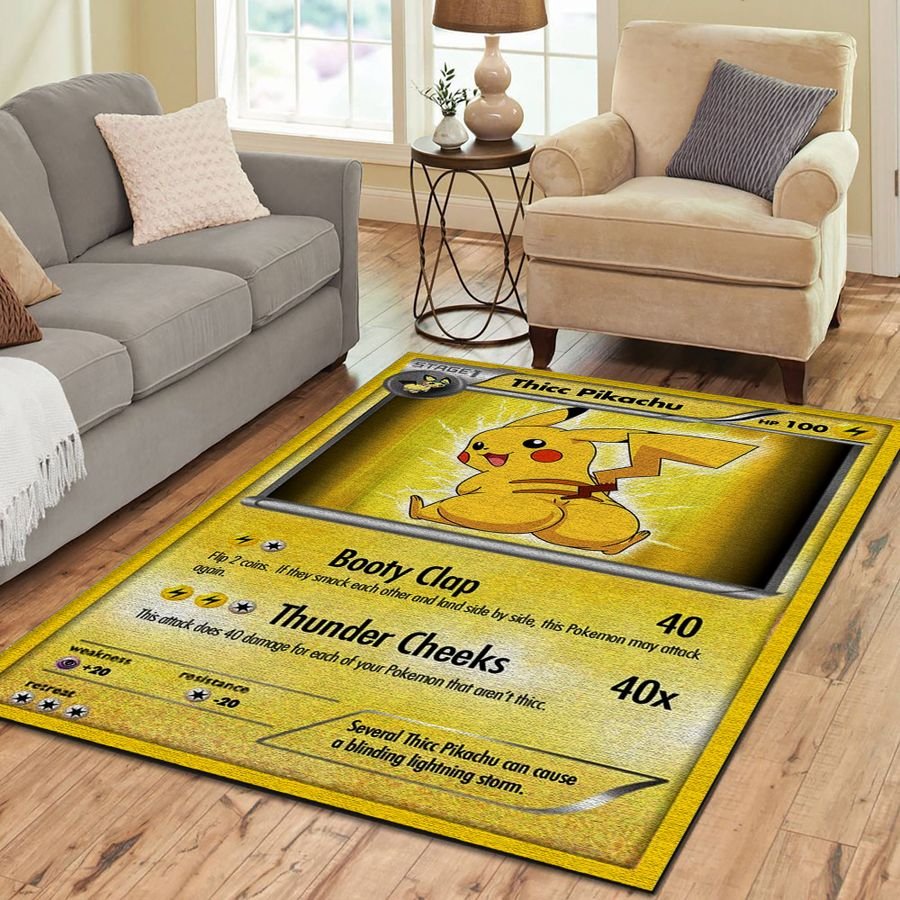 STAGE1
Thicc Pikachu
HP 100
Booty Clap
40
Flip 2 coins. If they smack each other and land side by side, this Pokemon may attack
again.
Thunder Cheeks
40x
This attack does 40 damage for each of your Pokemon that aren't thicc.
weakness
+20
resistance
-20
retreat
Several Thicc Pikachu can cause
a blinding lightning storm.